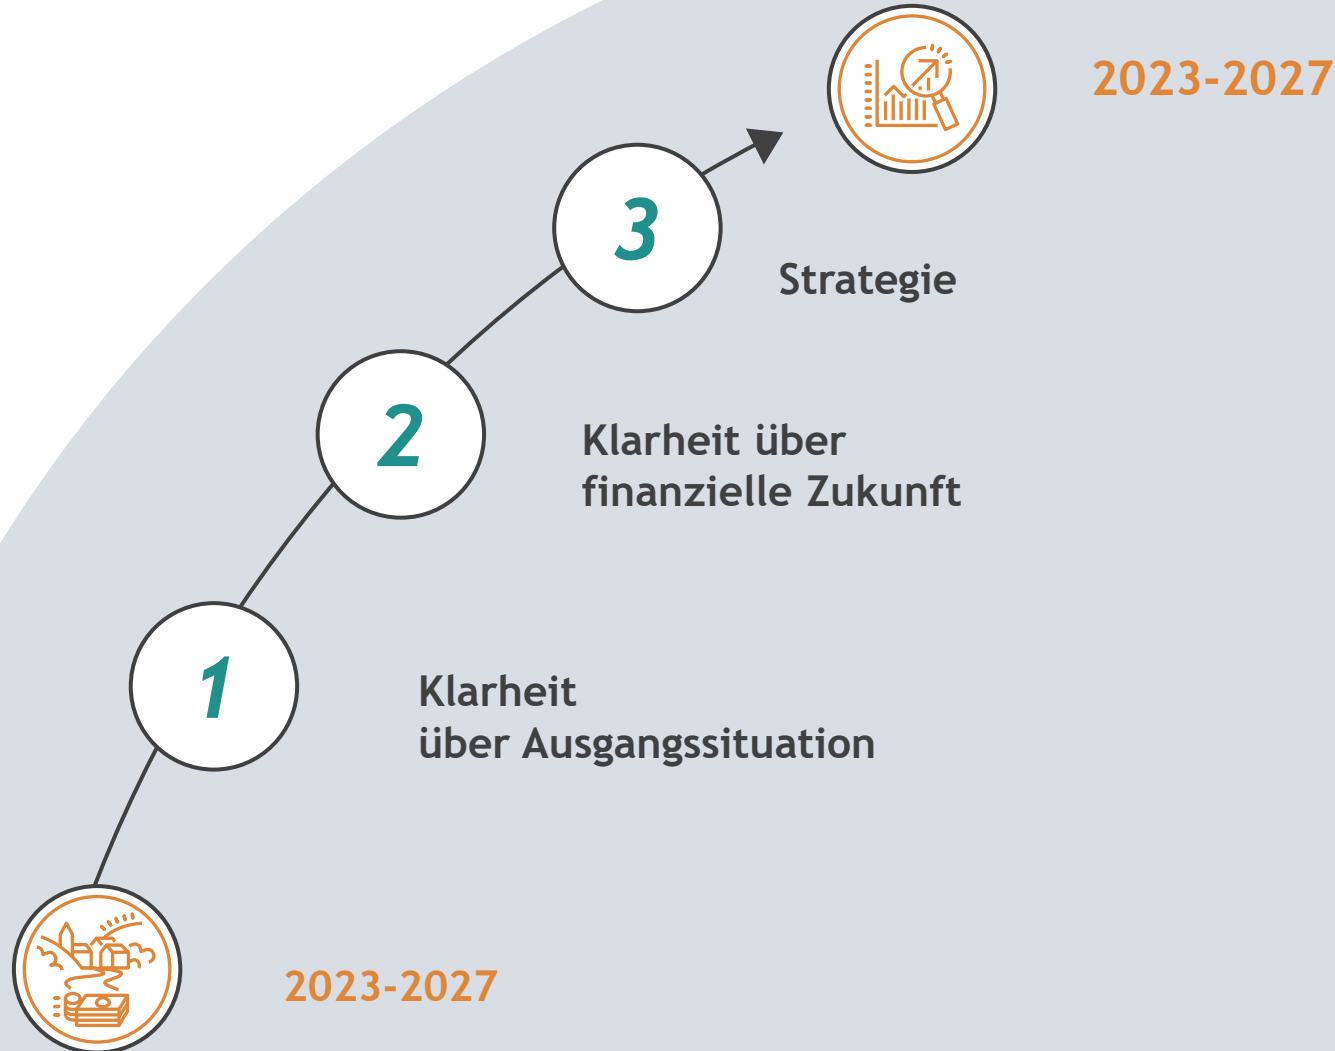 2023-2027
3
Strategie
2
Klarheit über
finanzielle Zukunft
1
Klarheit
über Ausgangssituation
2023-2027